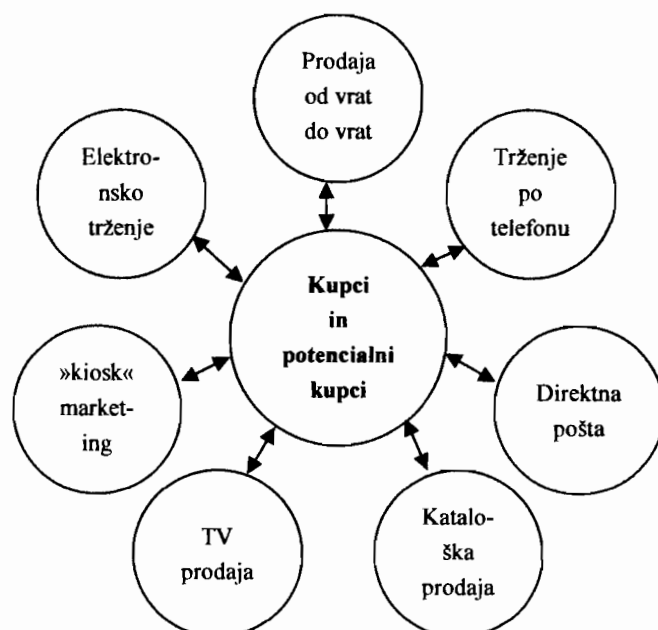 Prodaja
od vrat
do vrat
Elektro-
nsko
trženje
Trženje
po
telefonu
Kupci
in
potencialni
kupci
»kiosk«
market-
ing
Direktna
pošta
TV
prodaja
Katalo-
ška
prodaja